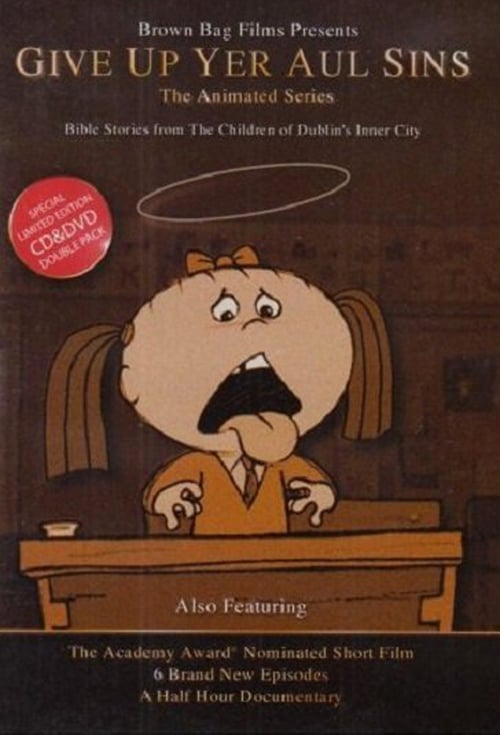 Brown Bag Films Presents
GIVE UP YER AUL SINS
The Animated Series
Bible Stories from The Children of Dublin's Inner City
SPECIAL
LIMITED EDITION
CD&DVD
DOUBLE PACK
Also Featuring
The Academy Award® Nominated Short Film
6 Brand New Episodes
A Half Hour Documentary